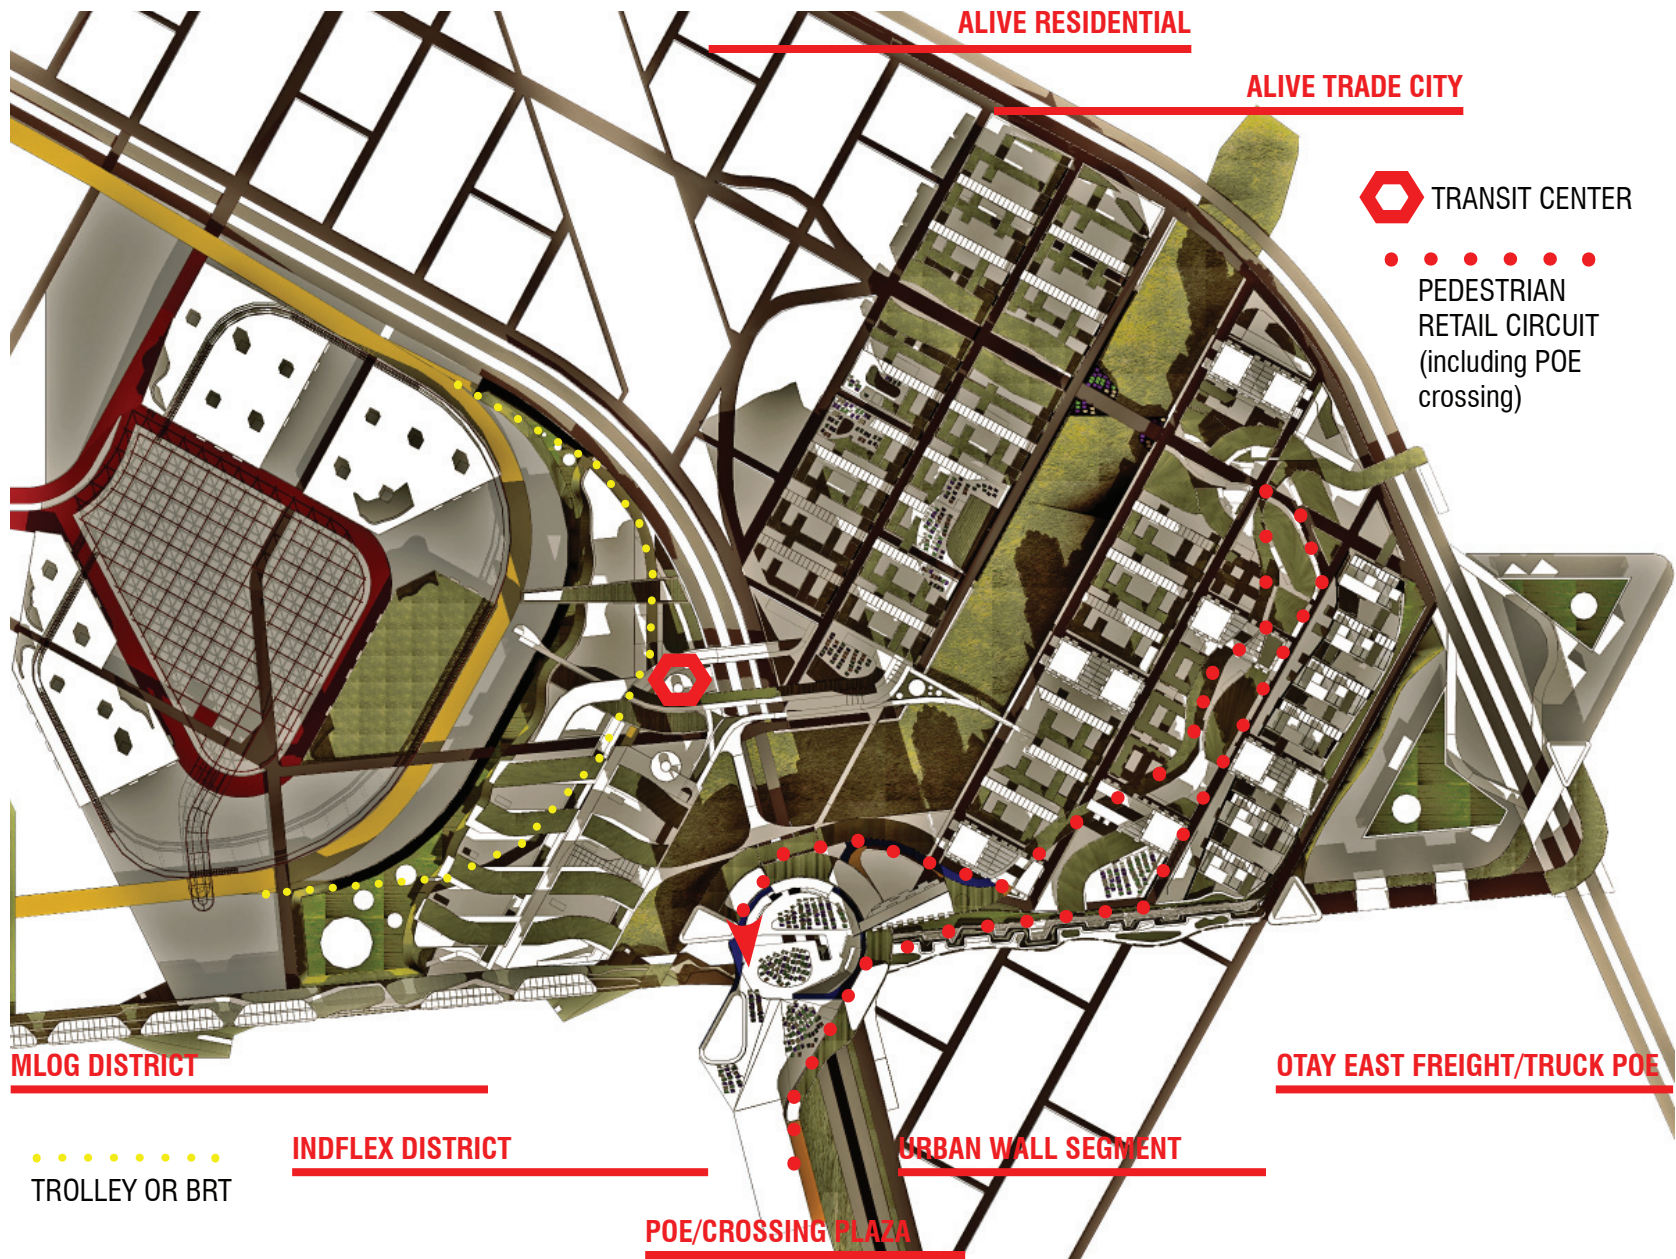 ALIVE RESIDENTIAL
ALIVE TRADE CITY
TRANSIT CENTER
PEDESTRIAN
RETAIL CIRCUIT
(including POE
crossing)
MLOG DISTRICT
OTAY EAST FREIGHT/TRUCK POE
INDFLEX DISTRICT
URBAN WALL SEGMENT
TROLLEY OR BRT
POE/CROSSING PLAZA